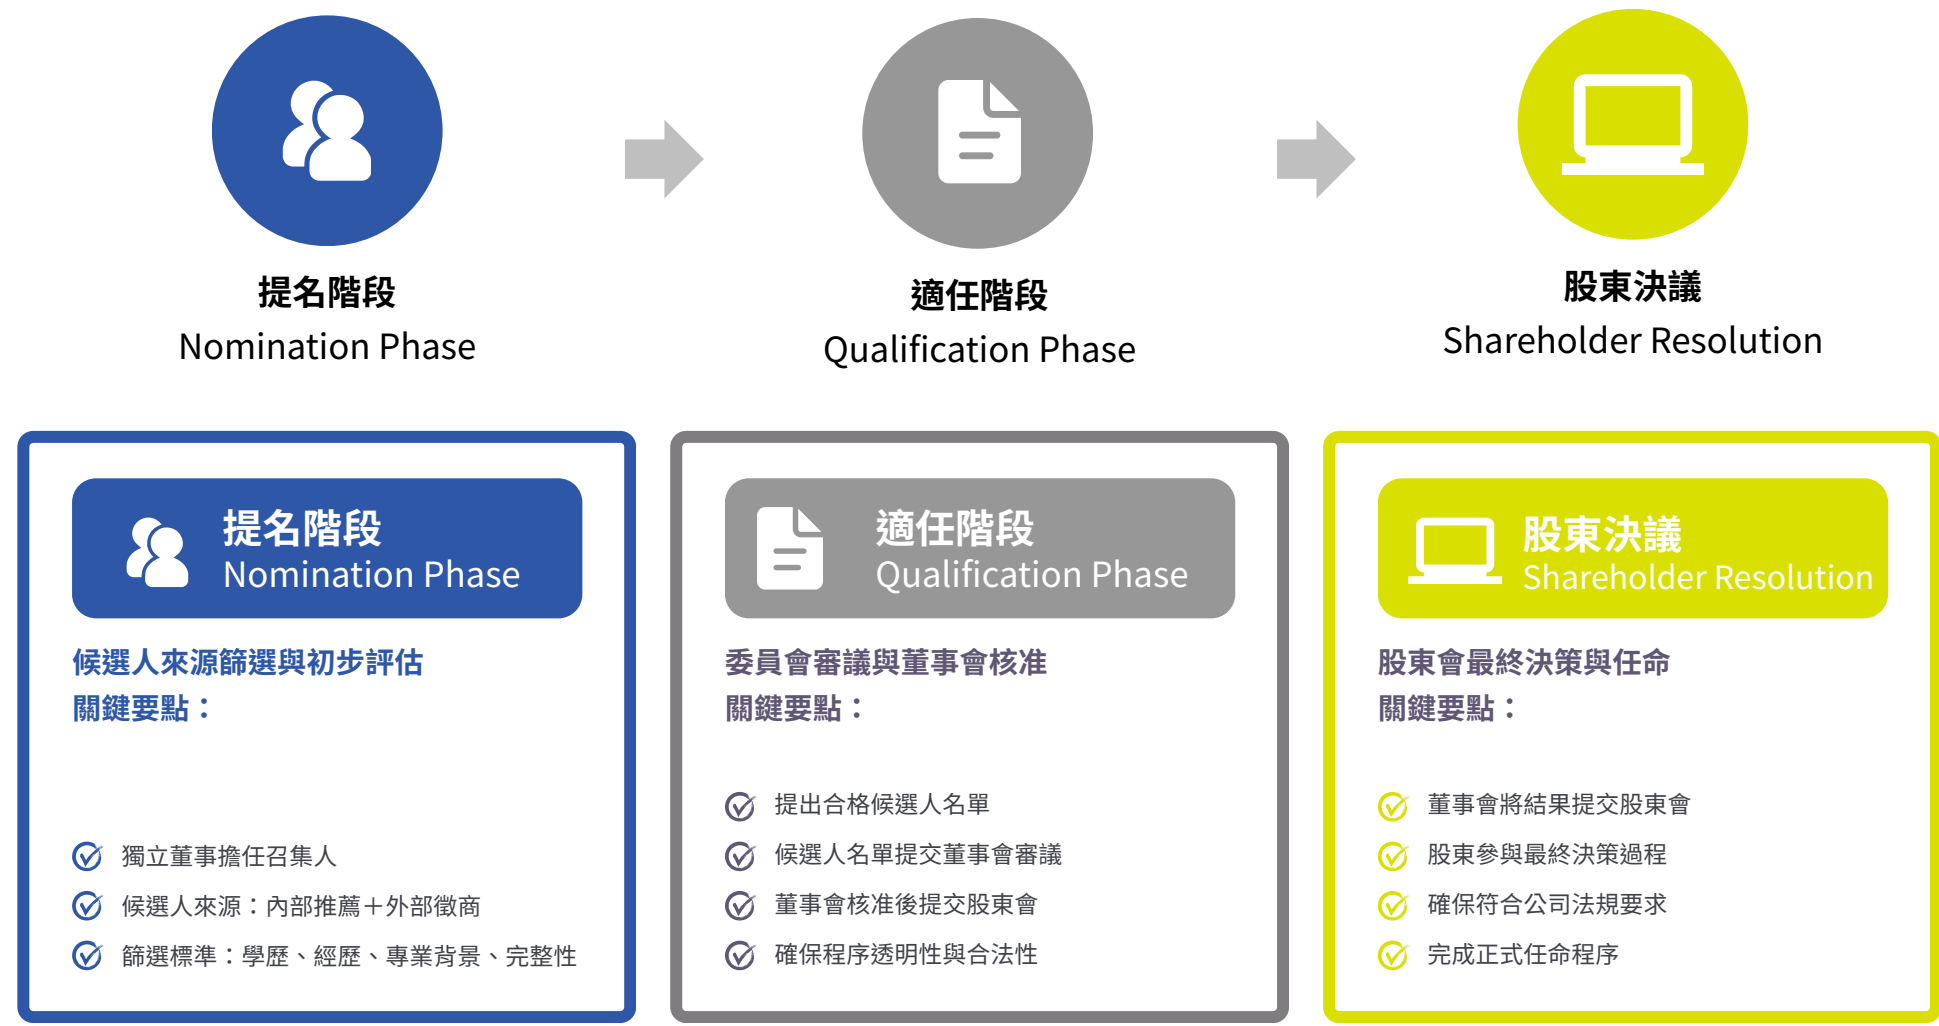 提名階段
Nomination Phase
適任階段
Qualification Phase
股東決議
Shareholder Resolution
提名階段
Nomination Phase
候選人來源篩選與初步評估
關鍵要點：
獨立董事擔任召集人
候選人來源：內部推薦＋外部徵商
篩選標準：學歷、經歷、專業背景、完整性
適任階段
Qualification Phase
委員會審議與董事會核准
關鍵要點：
提出合格候選人名單
候選人名單提交董事會審議
董事會核准後提交股東會
確保程序透明性與合法性
股東決議
Shareholder Resolution
股東會最終決策與任命
關鍵要點：
董事會將結果提交股東會
股東參與最終決策過程
確保符合公司法規要求
完成正式任命程序